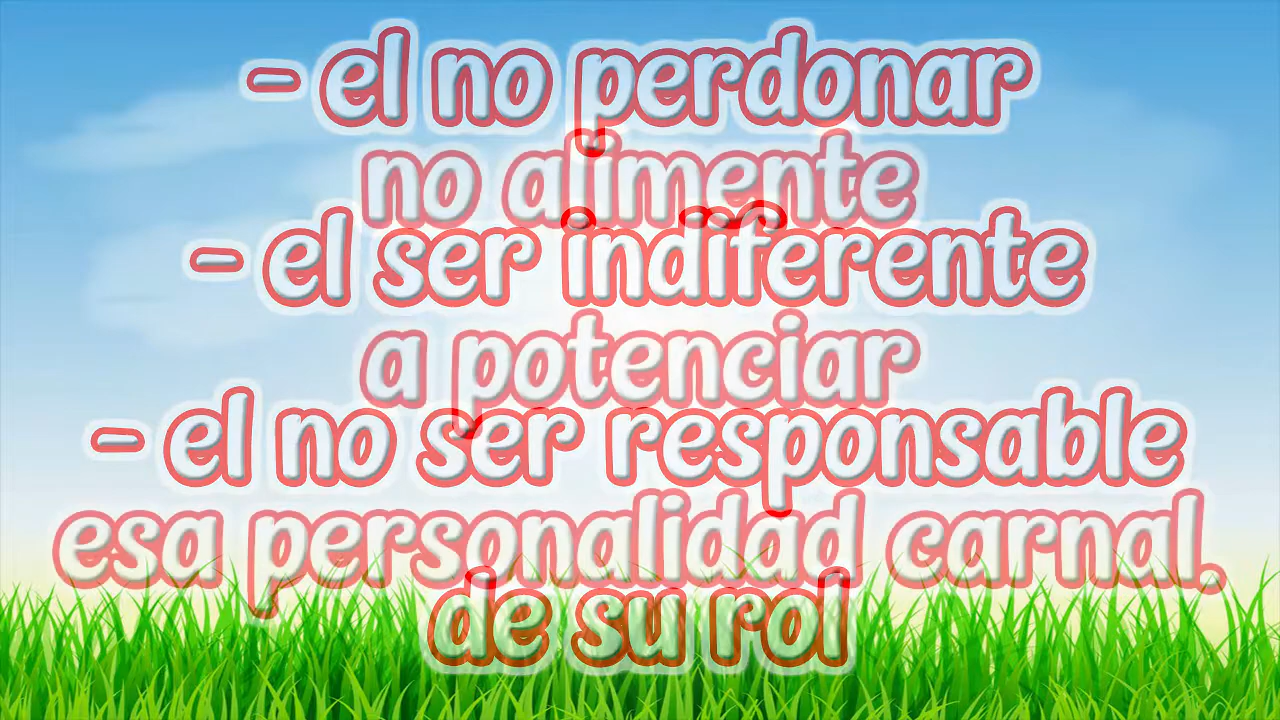 - el no perdonar
no alimente
- el ser indiferente
a potenciar
- el no ser responsable
esa personalidad carnal.
de su rol